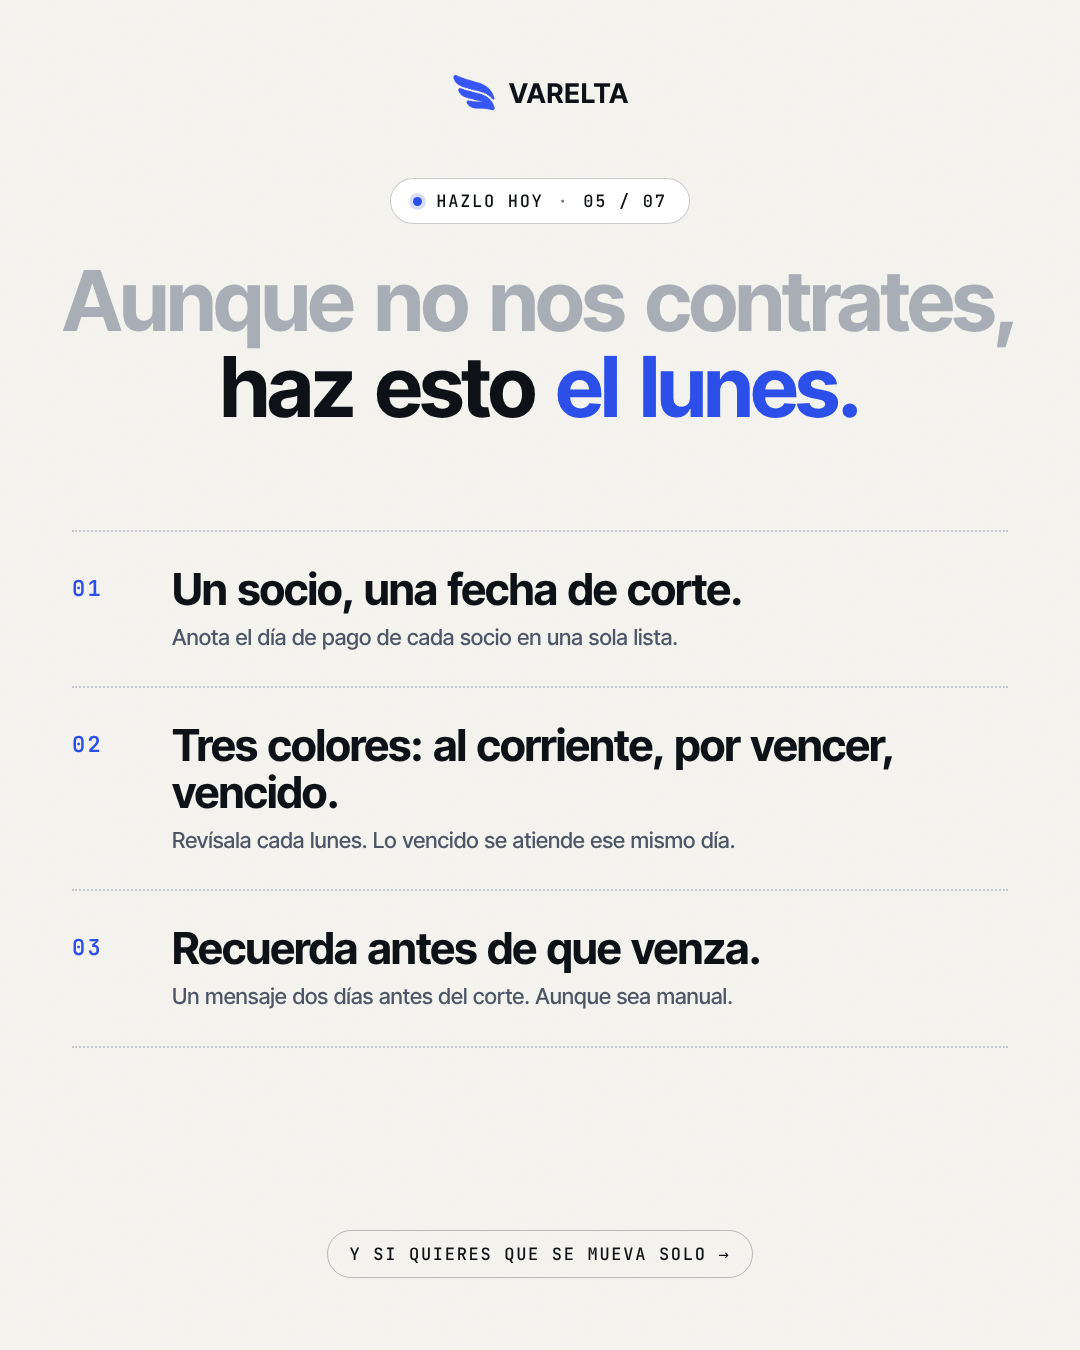 VARELTA
HAZLO HOY · 05 / 07
Aunque no nos contrates,
haz esto el lunes.
01
Un socio, una fecha de corte.
Anota el día de pago de cada socio en una sola lista.
02
Tres colores: al corriente, por vencer,
vencido.
Revísala cada lunes. Lo vencido se atiende ese mismo día.
03
Recuerda antes de que venza.
Un mensaje dos días antes del corte. Aunque sea manual.
Y SI QUIERES QUE SE MUEVA SOLO →